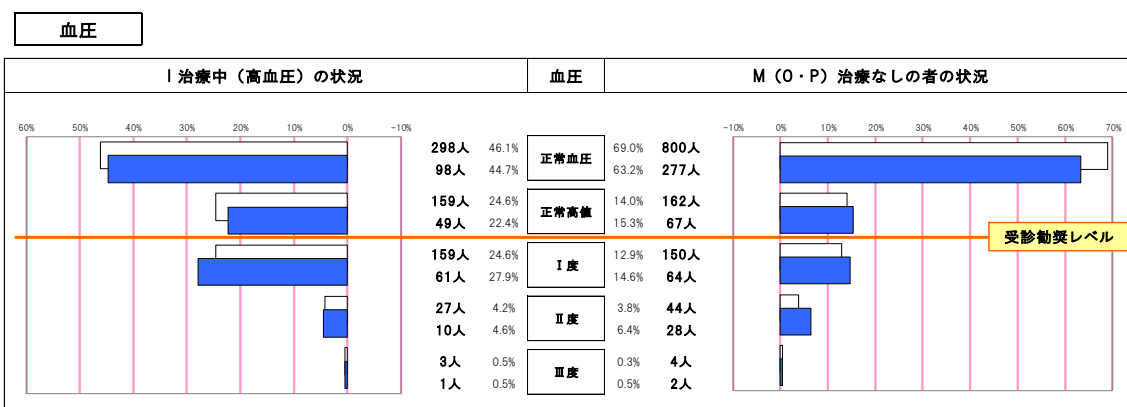 血圧
Ⅰ治療中（高血圧）の状況 血圧 M（O・P）治療なしの者の状況
60% 50% 40% 30% 20% 10% 0% -10% -10% 0% 10% 20% 30% 40% 50% 60% 70%
298人 46.1% 正常血圧 69.0% 800人
98人 44.7% 63.2% 277人
159人 24.6% 正常高値 14.0% 162人
49人 22.4% 15.3% 67人
受診勧奨レベル
159人 24.6% Ⅰ度 12.9% 150人
61人 27.9% 14.6% 64人
27人 4.2% Ⅱ度 3.8% 44人
10人 4.6% 6.4% 28人
3人 0.5% Ⅲ度 0.3% 4人
1人 0.5% 0.5% 2人